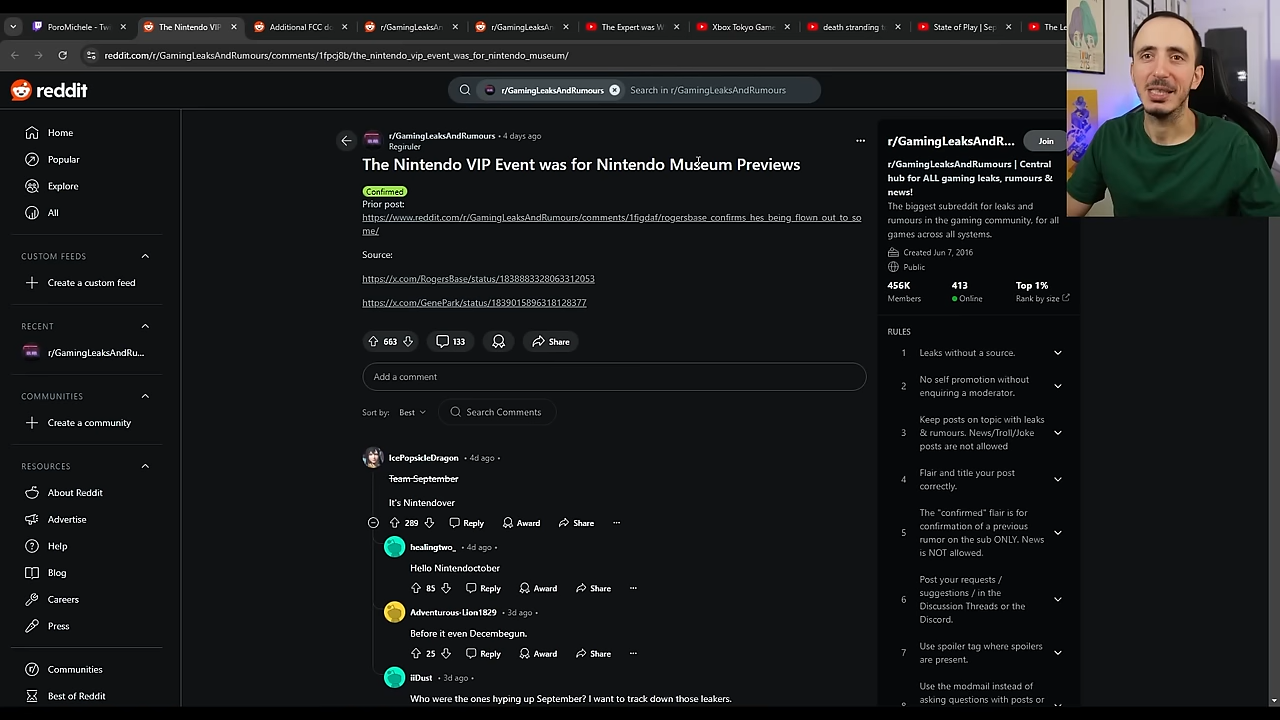 PoroMichele - Twe
The Nintendo VIP
Additional FCC do
r/GamingLeaksAn
r/GamingLeaksAn
The Expert was W
Xbox Tokyo Gam
death stranding t
State of Play | Sep
The Le
reddit.com/r/GamingLeaksAndRumours/comments/1fpcj8b/the_nintendo_vip_event_was_for_nintendo_museum/
reddit
r/GamingLeaksAndRumours
Search in r/GamingLeaksAndRumours
Home
Popular
Explore
All
CUSTOM FEEDS
Create a custom feed
RECENT
r/GamingLeaksAndRu...
COMMUNITIES
Create a community
RESOURCES
About Reddit
Advertise
Help
Blog
Careers
Press
Communities
Best of Reddit
r/GamingLeaksAndRumours • 4 days ago
Regiruler
The Nintendo VIP Event was for Nintendo Museum Previews
Confirmed
Prior post:
https://www.reddit.com/r/GamingLeaksAndRumours/comments/1figdaf/rogersbase_confirms_hes_being_flown_out_to_so
me/
Source:
https://x.com/RogersBase/status/1838883328063312053
https://x.com/GenePark/status/1839015896318128377
663
133
Share
Add a comment
Sort by:
Best
Search Comments
IcePopsicleDragon • 4d ago •
Team September
It's Nintendover
289
Reply
Award
Share
healingtwo_ • 4d ago •
Hello Nintendoctober
85
Reply
Award
Share
Adventurous-Lion1829 • 3d ago •
Before it even Decembegun.
25
Reply
Award
Share
iiDust • 3d ago •
Who were the ones hyping up September? I want to track down those leakers.
r/GamingLeaksAndR...
Join
r/GamingLeaksAndRumours | Central
hub for ALL gaming leaks, rumours &
news!
The biggest subreddit for leaks and
rumours in the gaming community, for all
games across all systems.
Created Jun 7, 2016
Public
456K
413
Top 1%
Members
Online
Rank by size
RULES
1 Leaks without a source.
2 No self promotion without
enquiring a moderator.
3 Keep posts on topic with leaks
& rumours. News/Troll/Joke
posts are not allowed
4 Flair and title your post
correctly.
5 The "confirmed" flair is for
confirmation of a previous
rumor on the sub ONLY. News
is NOT allowed.
6 Post your requests /
suggestions / in the
Discussion Threads or the
Discord.
7 Use spoiler tag where spoilers
are present.
Use the modmail instead of
asking questions with posts or